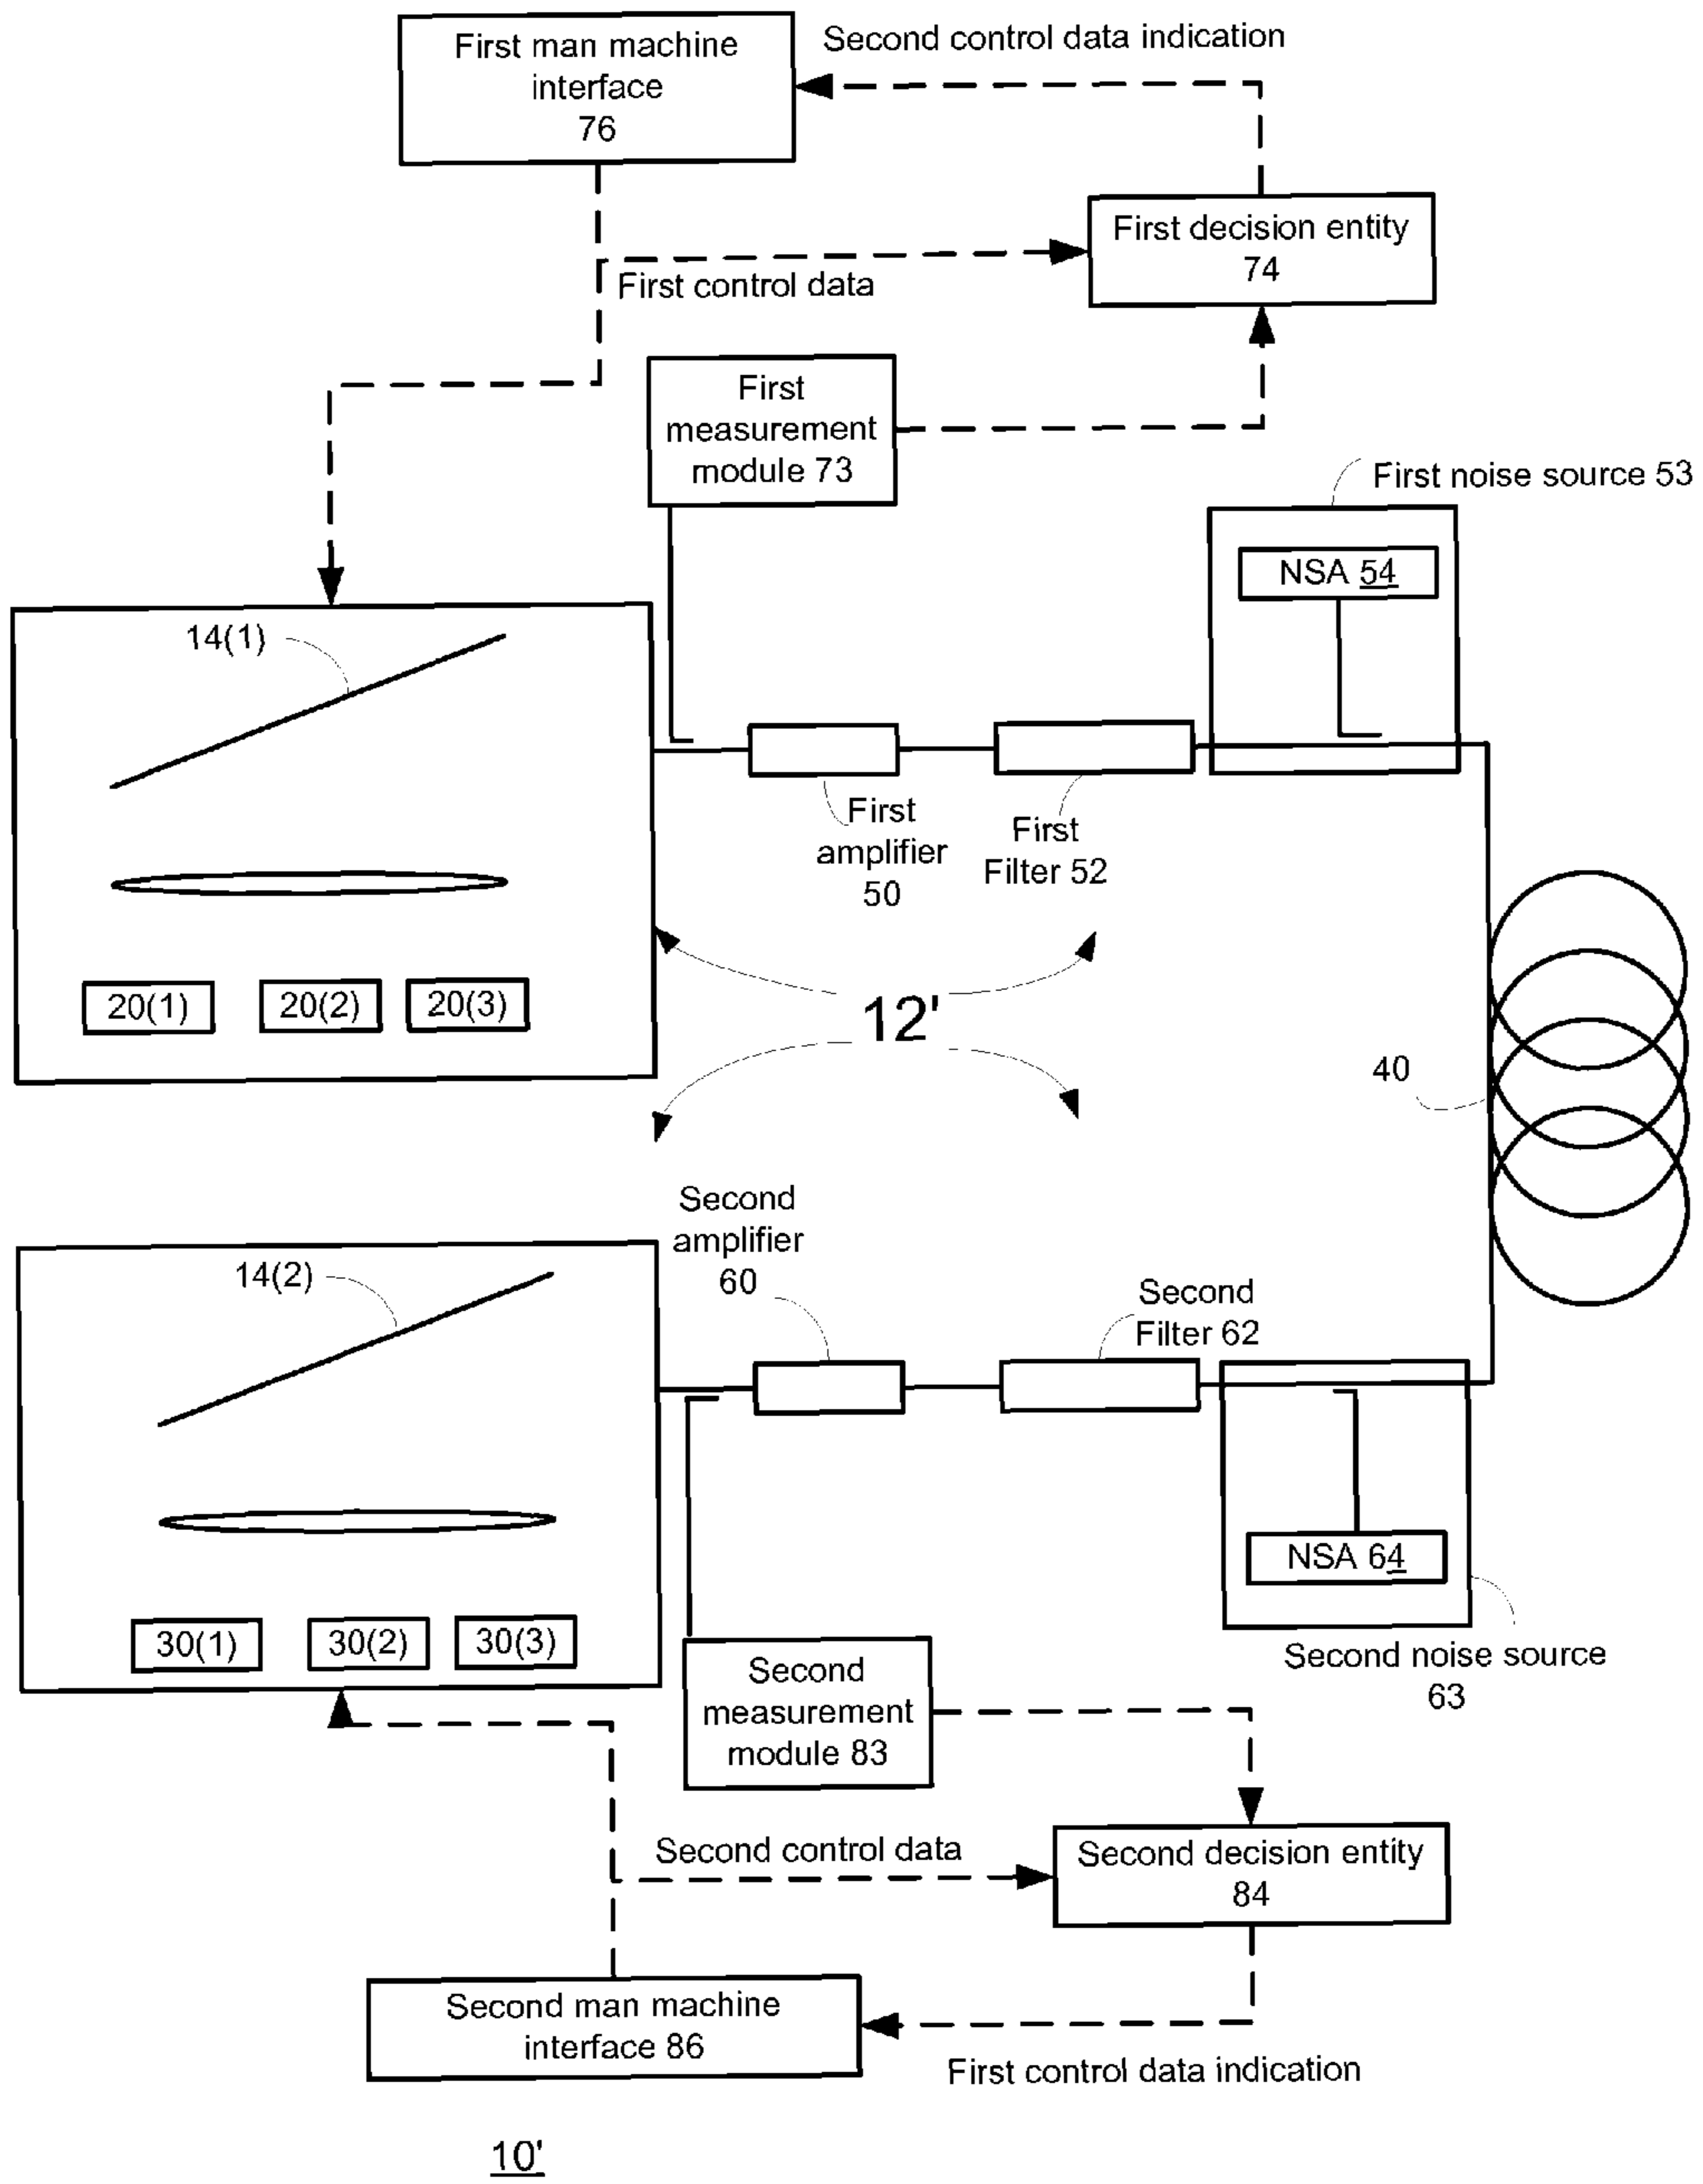 First man machine
interface
76
Second control data indication
First decision entity
74
First control data
First
measurement
module 73
First noise source 53
NSA 54
14(1)
First
amplifier
50
First
Filter 52
20(1)
20(2)
20(3)
12'
40
Second
amplifier
60
14(2)
Second
Filter 62
NSA 64
30(1)
30(2)
30(3)
Second noise source
63
Second
measurement
module 83
Second control data
Second decision entity
84
Second man machine
interface 86
First control data indication
10'